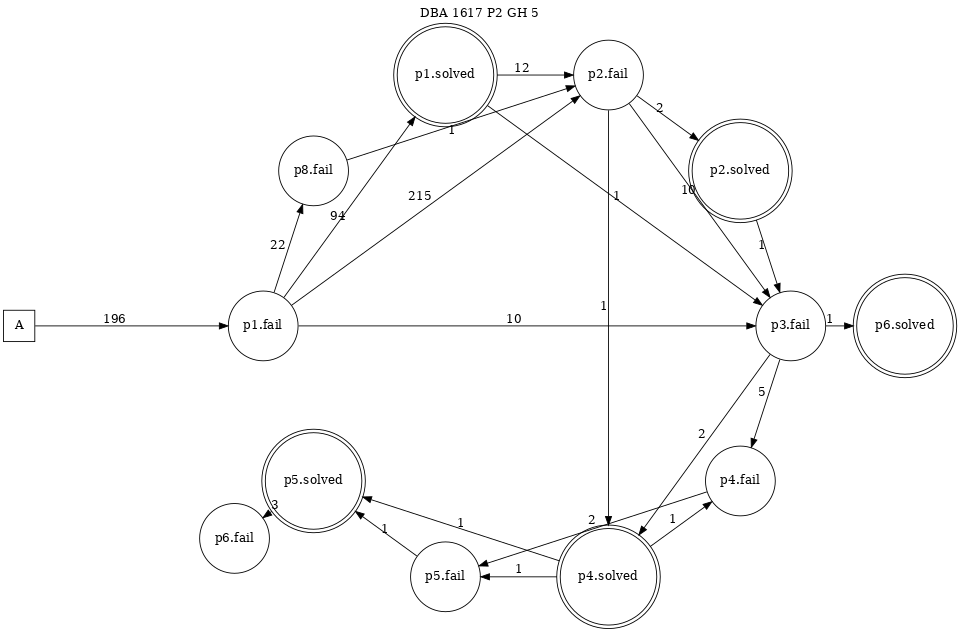 DBA 1617 P2 GH 5
p1.solved
12
p2.fail
2
1
p8.fail
p2.solved
10
215
1
94
22
1
1
A
196
p1.fail
10
p3.fail
1
p6.solved
5
2
p5.solved
p4.fail
3
2
1
1
1
p6.fail
1
p5.fail
p4.solved